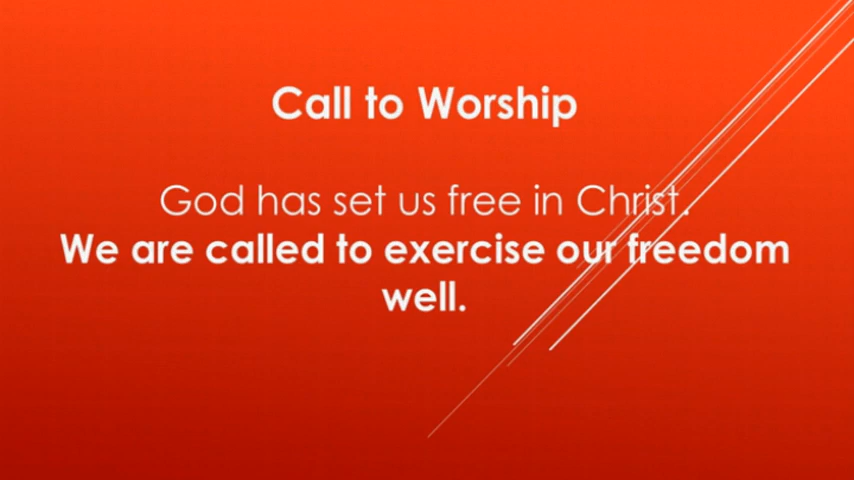 Call to Worship
God has set us free in Christ.
We are called to exercise our freedom
well.